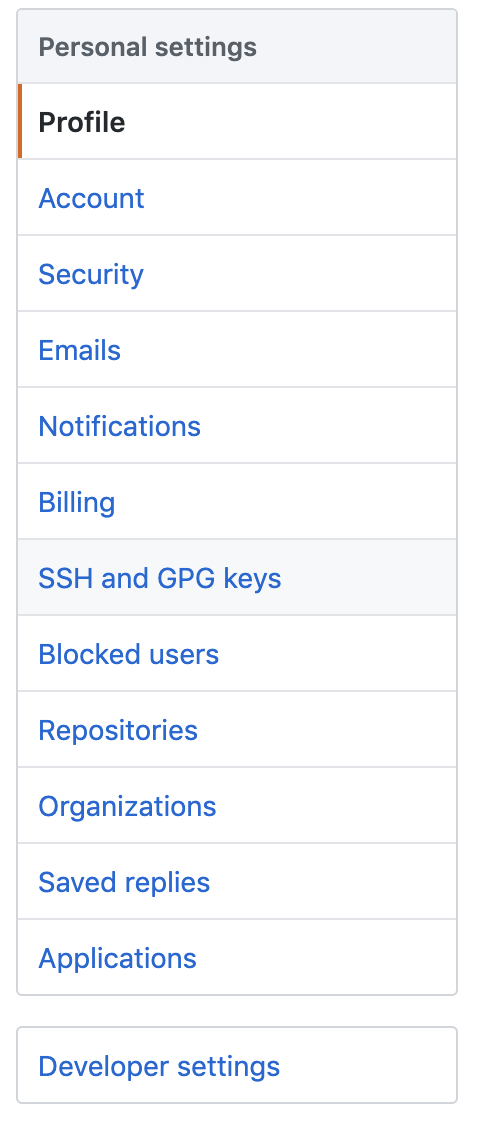 Personal settings
Profile
Account
Security
Emails
Notifications
Billing
SSH and GPG keys
Blocked users
Repositories
Organizations
Saved replies
Applications
Developer settings